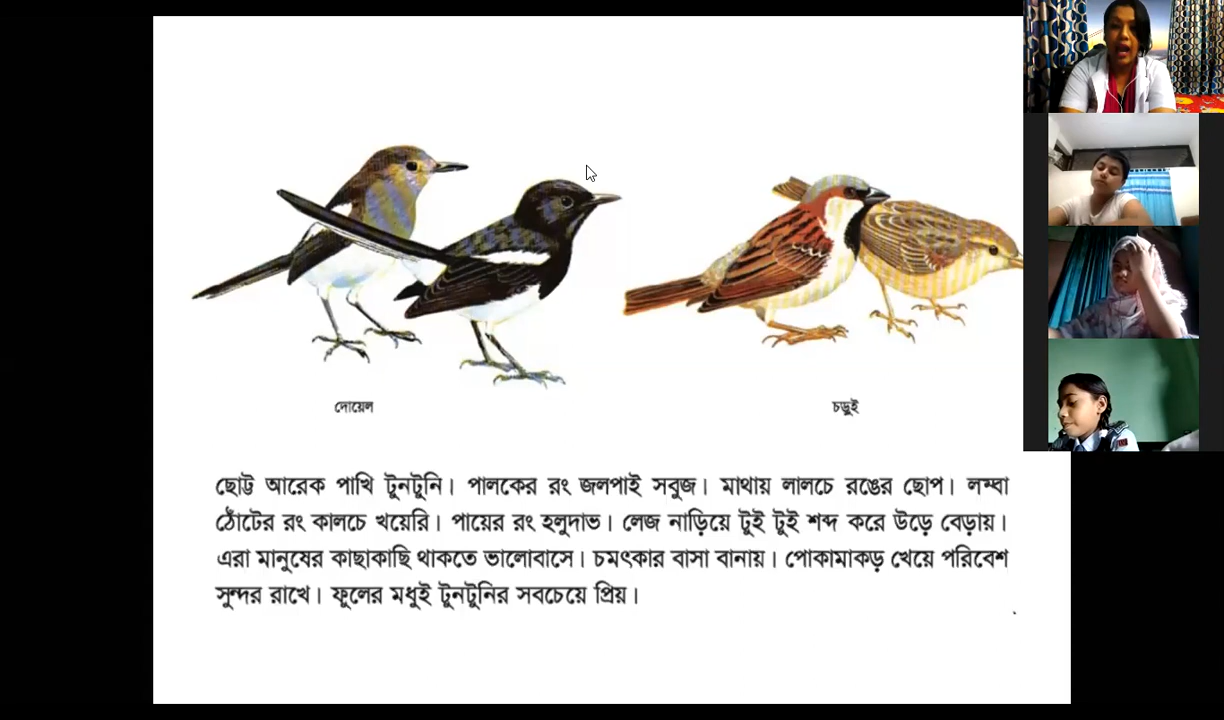 দোয়েল
চড়ুই
ছোট্ট আরেক পাখি টুনটুনি। পালকের রং জলপাই সবুজ। মাথায় লালচে রঙের ছোপ। লম্বা
ঠোঁটের রং কালচে খয়েরি। পায়ের রং হলুদাভ। লেজ নাড়িয়ে টুই টুই শব্দ করে উড়ে বেড়ায়।
এরা মানুষের কাছাকাছি থাকতে ভালোবাসে। চমৎকার বাসা বানায়। পোকামাকড় খেয়ে পরিবেশ
সুন্দর রাখে। ফুলের মধুই টুনটুনির সবচেয়ে প্রিয়।